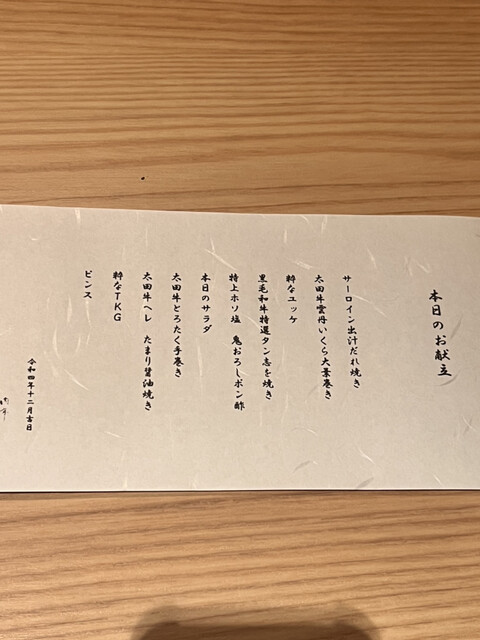 本日のお献立
サーロイン出汁だれ焼き
太田牛雲丹いくら大葉巻き
粋なユッケ
黒毛和牛特選タン志を焼き
特上ホソ塩　鬼おろしポン酢
本日のサラダ
太田牛とろたく手巻き
太田牛ヘレ　たまり醤油焼き
粋なTKG
ピンス
令和四年十二月吉日